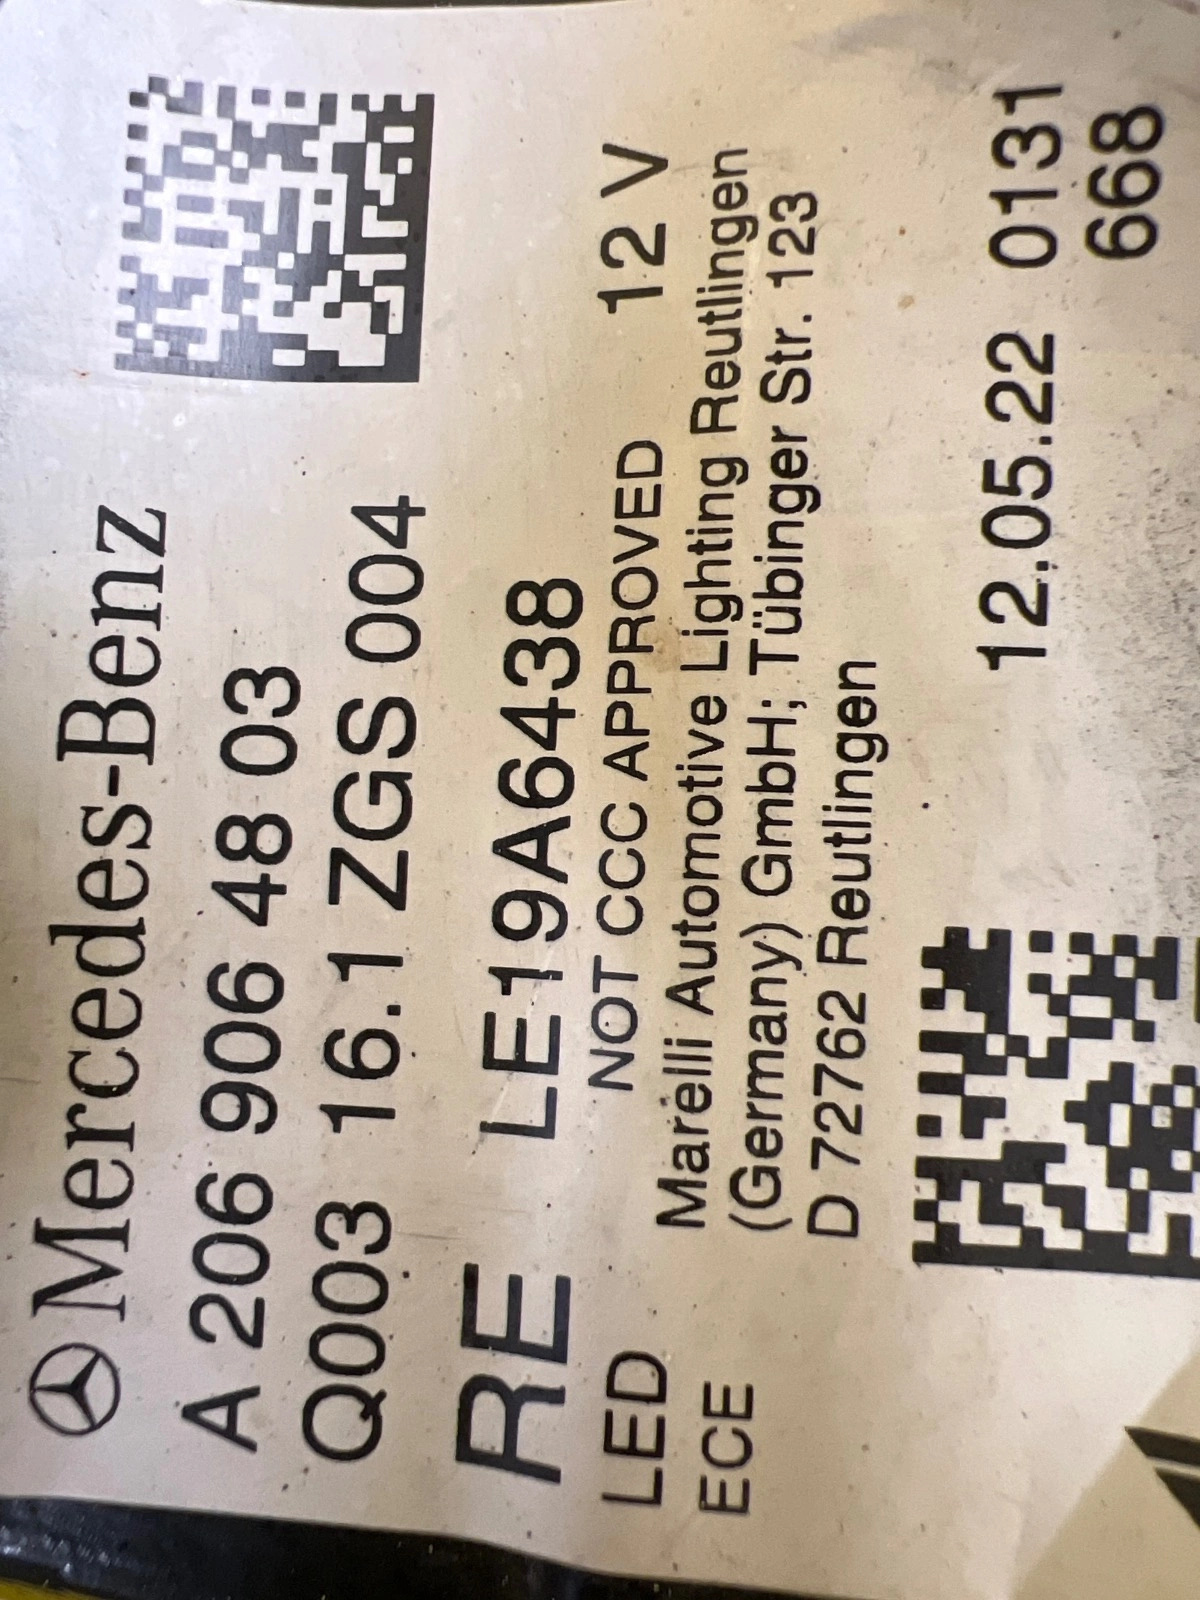 Mercedes-Benz
A 206 906 48 03
Q003 16.1 ZGS 004
RE LE19A6438
NOT CCC APPROVED
LED 12 V
ECE
Marelli Automotive Lighting Reutlingen
(Germany) GmbH; Tübinger Str. 123
D 72762 Reutlingen
12.05.22 0131
668